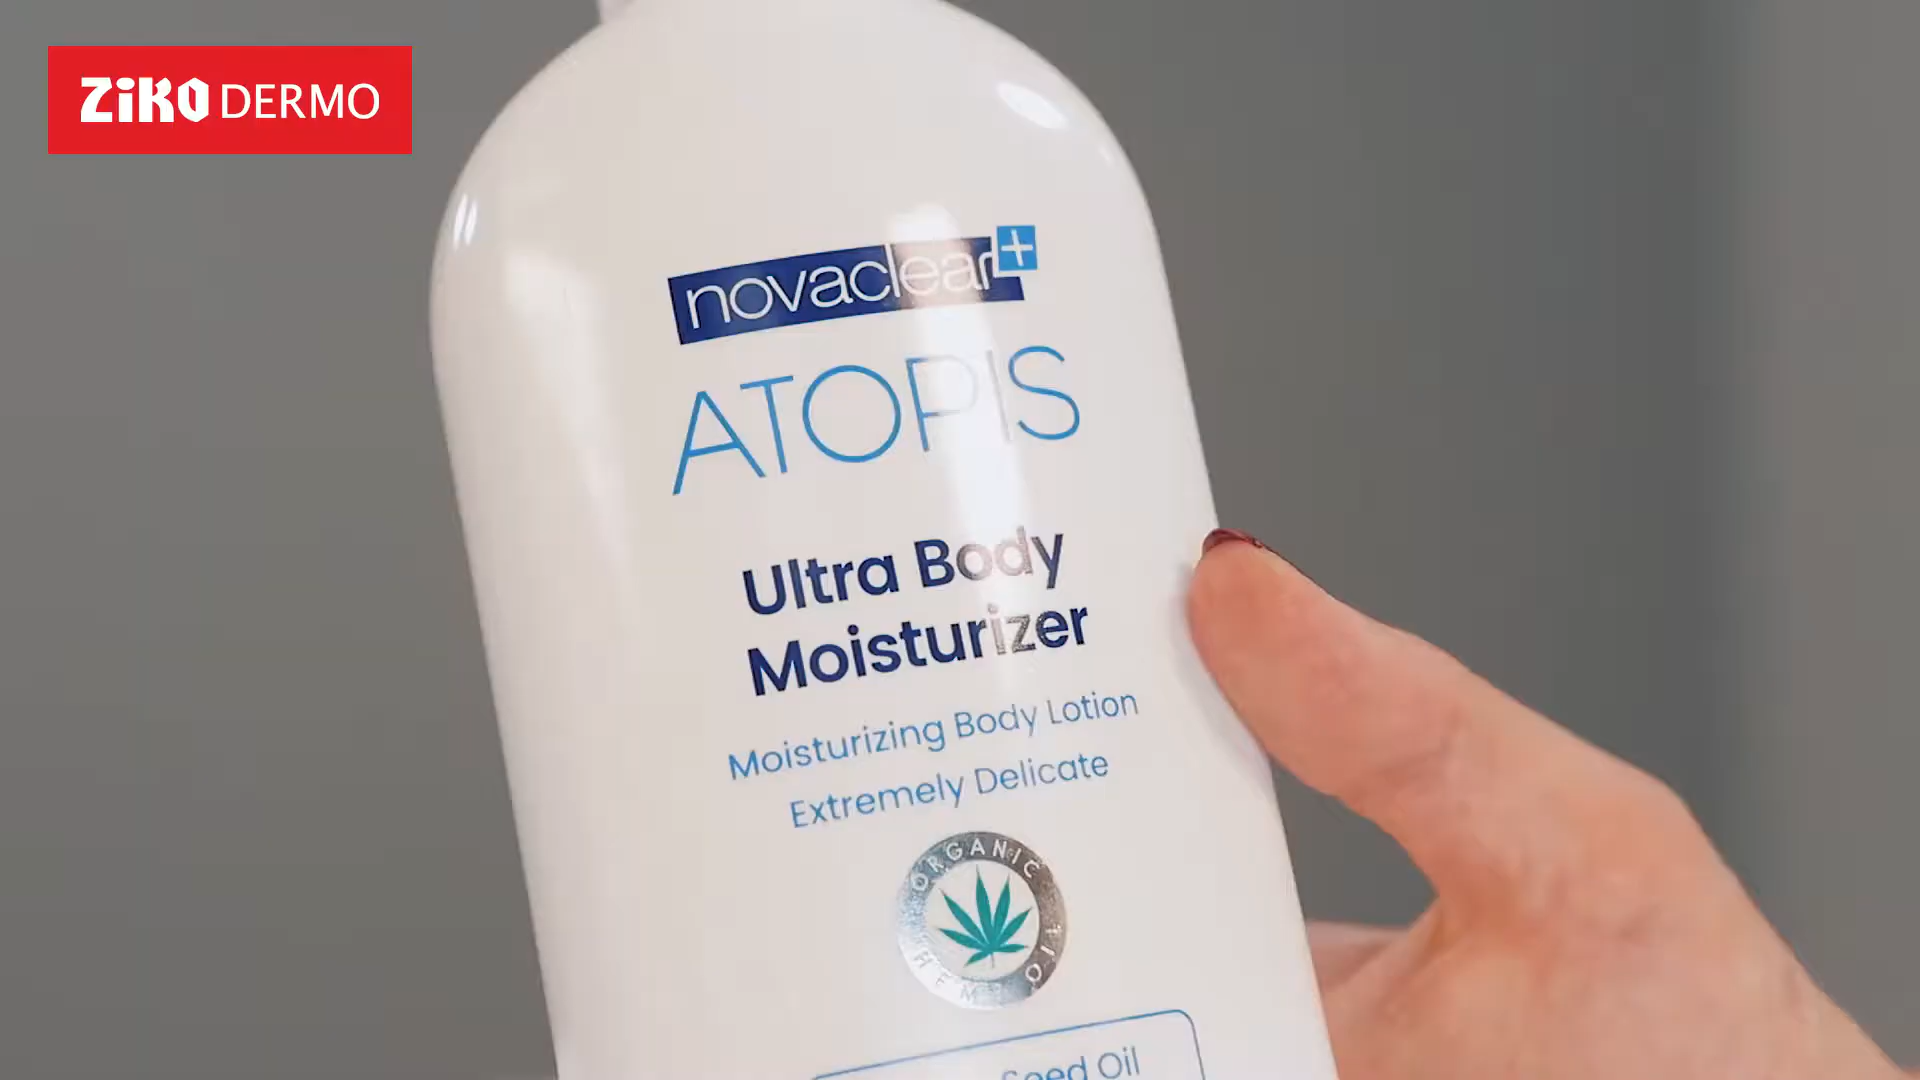 ZiKO DERMO
novaclear+
ATOPIS
Ultra Body
Moisturizer
Moisturizing Body Lotion
Extremely Delicate
ORGANIC OIL
HEMP
Seed Oil